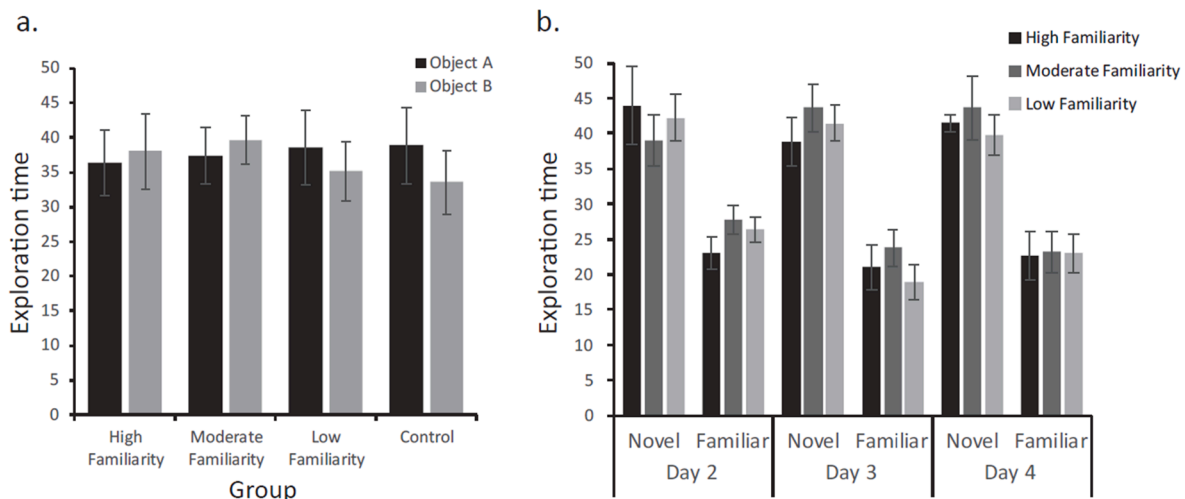 a.
Exploration time
50
45
40
35
30
25
20
15
10
5
0
Object A
Object B
High Familiarity
Moderate Familiarity
Low Familiarity
Control
Group
b.
Exploration time
50
45
40
35
30
25
20
15
10
5
0
High Familiarity
Moderate Familiarity
Low Familiarity
Novel Familiar Novel Familiar Novel Familiar
Day 2 Day 3 Day 4